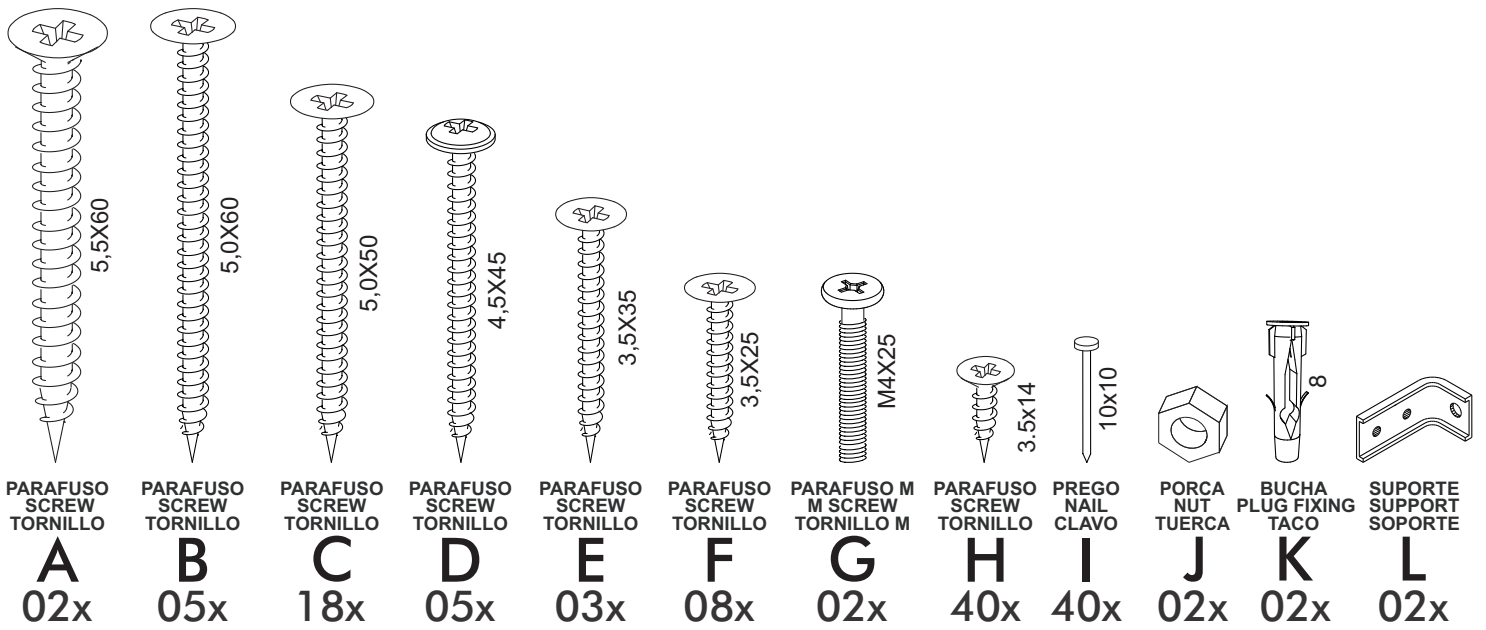 5,5X60
5,0X60
5,0X50
4,5X45
3,5X35
3,5X25
M4X25
3.5x14
10x10
8
PARAFUSO
SCREW
TORNILLO
A
02x
PARAFUSO
SCREW
TORNILLO
B
05x
PARAFUSO
SCREW
TORNILLO
C
18x
PARAFUSO
SCREW
TORNILLO
D
05x
PARAFUSO
SCREW
TORNILLO
E
03x
PARAFUSO
SCREW
TORNILLO
F
08x
PARAFUSO M
M SCREW
TORNILLO M
G
02x
PARAFUSO
SCREW
TORNILLO
H
40x
PREGO
NAIL
CLAVO
I
40x
PORCA
NUT
TUERCA
J
02x
BUCHA
PLUG FIXING
TACO
K
02x
SUPORTE
SUPPORT
SOPORTE
L
02x